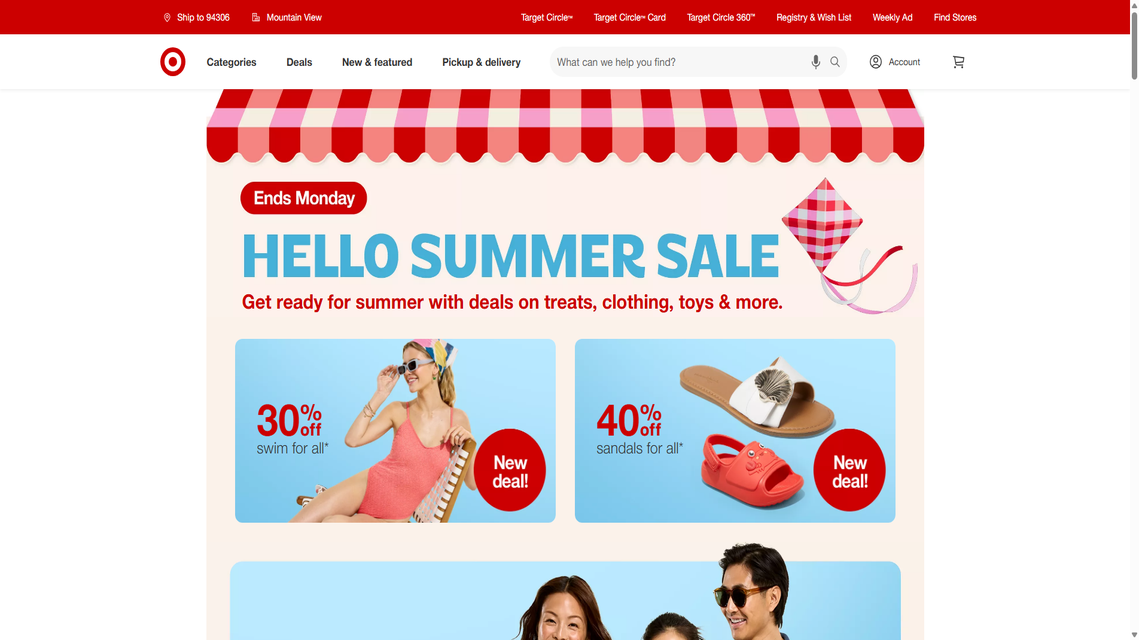 Ship to 94306 Mountain View Target Circle™ Target Circle™ Card Target Circle 360™ Registry & Wish List Weekly Ad Find Stores
Categories Deals New & featured Pickup & delivery What can we help you find? Account
Ends Monday
HELLO SUMMER SALE
Get ready for summer with deals on treats, clothing, toys & more.
30% off
swim for all*
New
deal!
40% off
sandals for all*
New
deal!